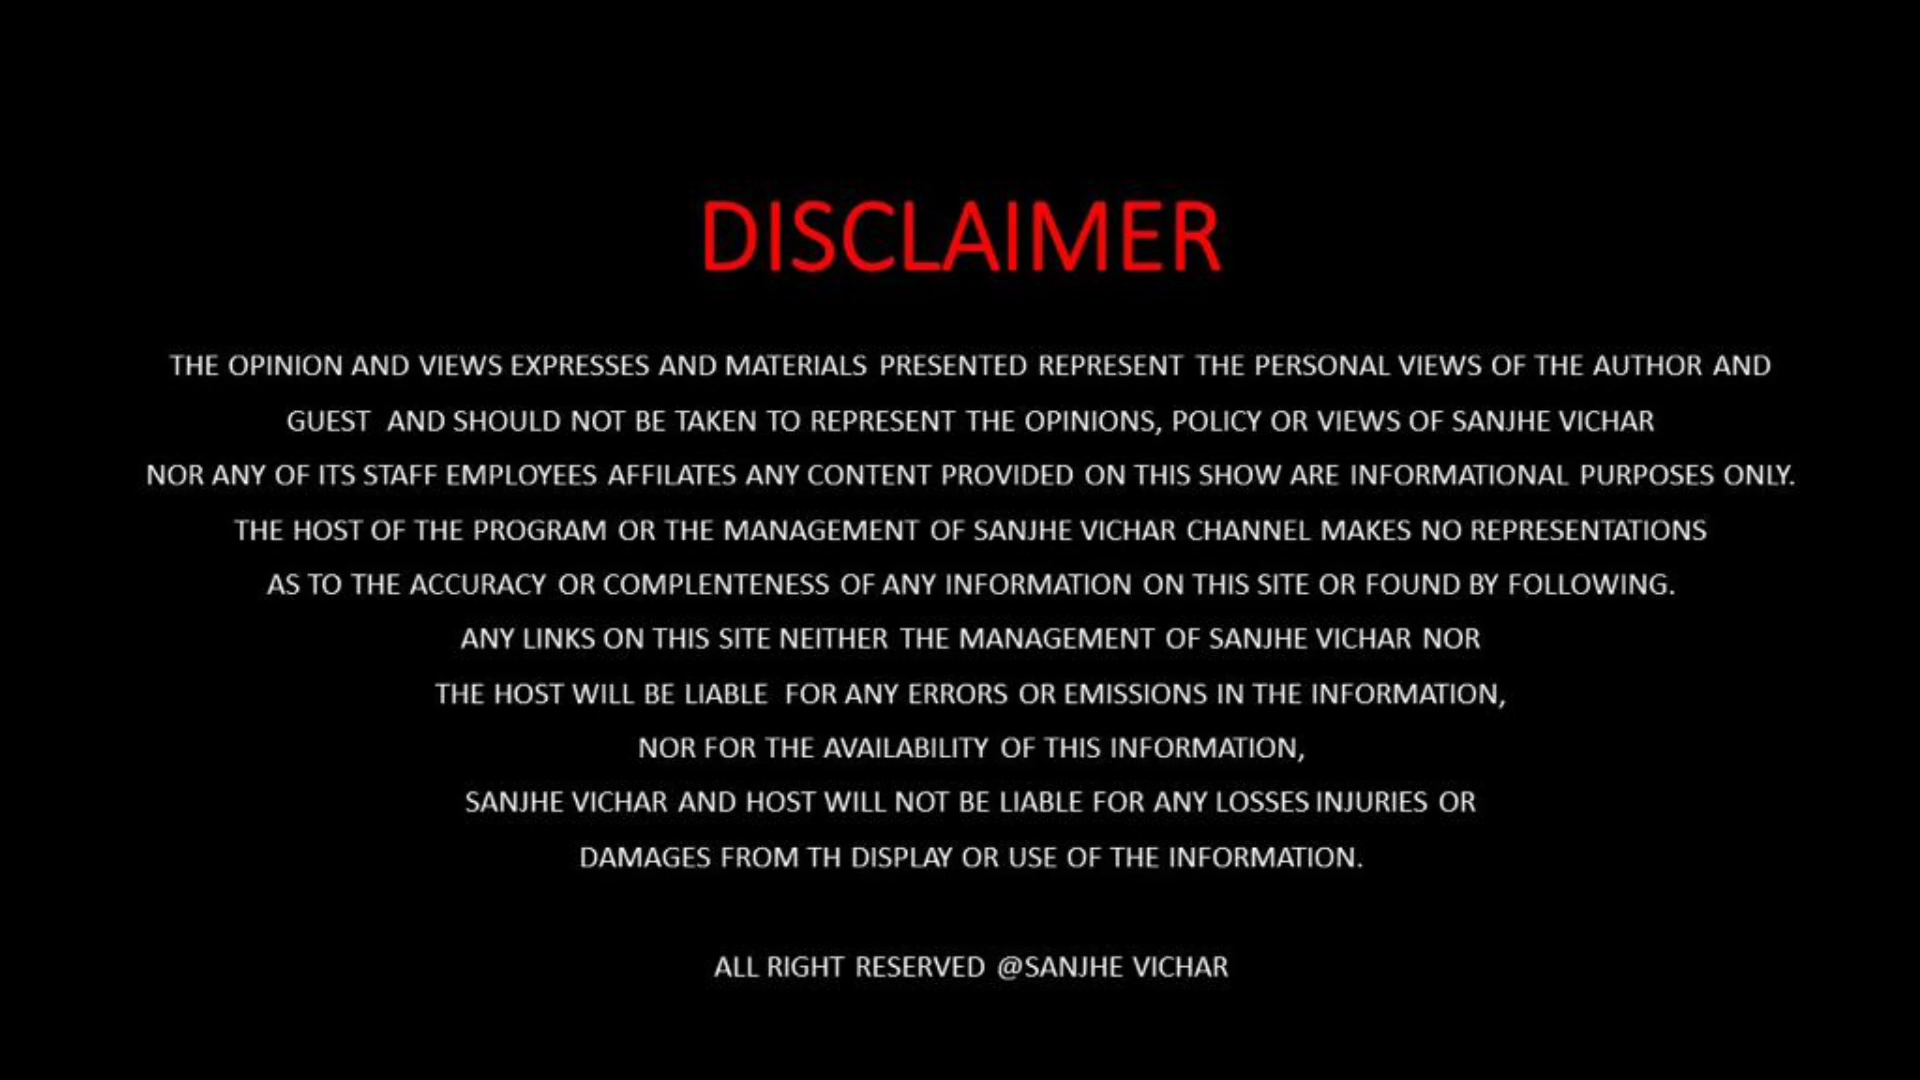 DISCLAIMER
THE OPINION AND VIEWS EXPRESSES AND MATERIALS PRESENTED REPRESENT THE PERSONAL VIEWS OF THE AUTHOR AND
GUEST AND SHOULD NOT BE TAKEN TO REPRESENT THE OPINIONS, POLICY OR VIEWS OF SANJHE VICHAR
NOR ANY OF ITS STAFF EMPLOYEES AFFILATES ANY CONTENT PROVIDED ON THIS SHOW ARE INFORMATIONAL PURPOSES ONLY.
THE HOST OF THE PROGRAM OR THE MANAGEMENT OF SANJHE VICHAR CHANNEL MAKES NO REPRESENTATIONS
AS TO THE ACCURACY OR COMPLENTENESS OF ANY INFORMATION ON THIS SITE OR FOUND BY FOLLOWING.
ANY LINKS ON THIS SITE NEITHER THE MANAGEMENT OF SANJHE VICHAR NOR
THE HOST WILL BE LIABLE FOR ANY ERRORS OR EMISSIONS IN THE INFORMATION,
NOR FOR THE AVAILABILITY OF THIS INFORMATION,
SANJHE VICHAR AND HOST WILL NOT BE LIABLE FOR ANY LOSSES INJURIES OR
DAMAGES FROM TH DISPLAY OR USE OF THE INFORMATION.
ALL RIGHT RESERVED @SANJHE VICHAR